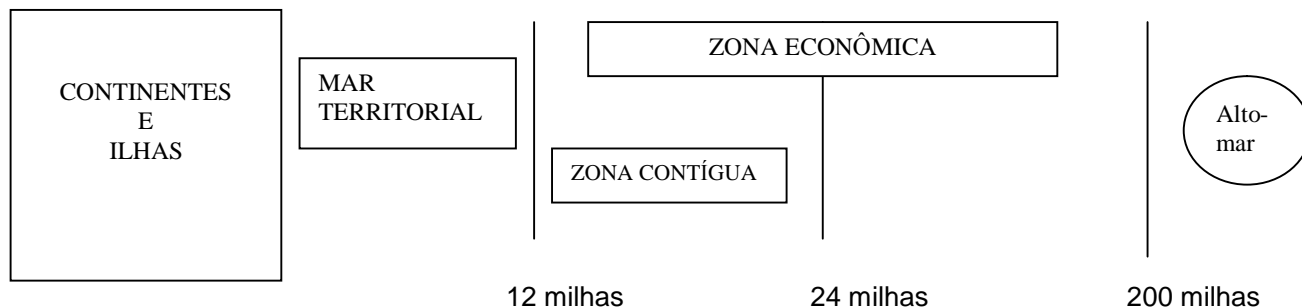 CONTINENTES
E
ILHAS
MAR
TERRITORIAL
ZONA ECONÔMICA
ZONA CONTÍGUA
Alto-
mar
12 milhas
24 milhas
200 milhas